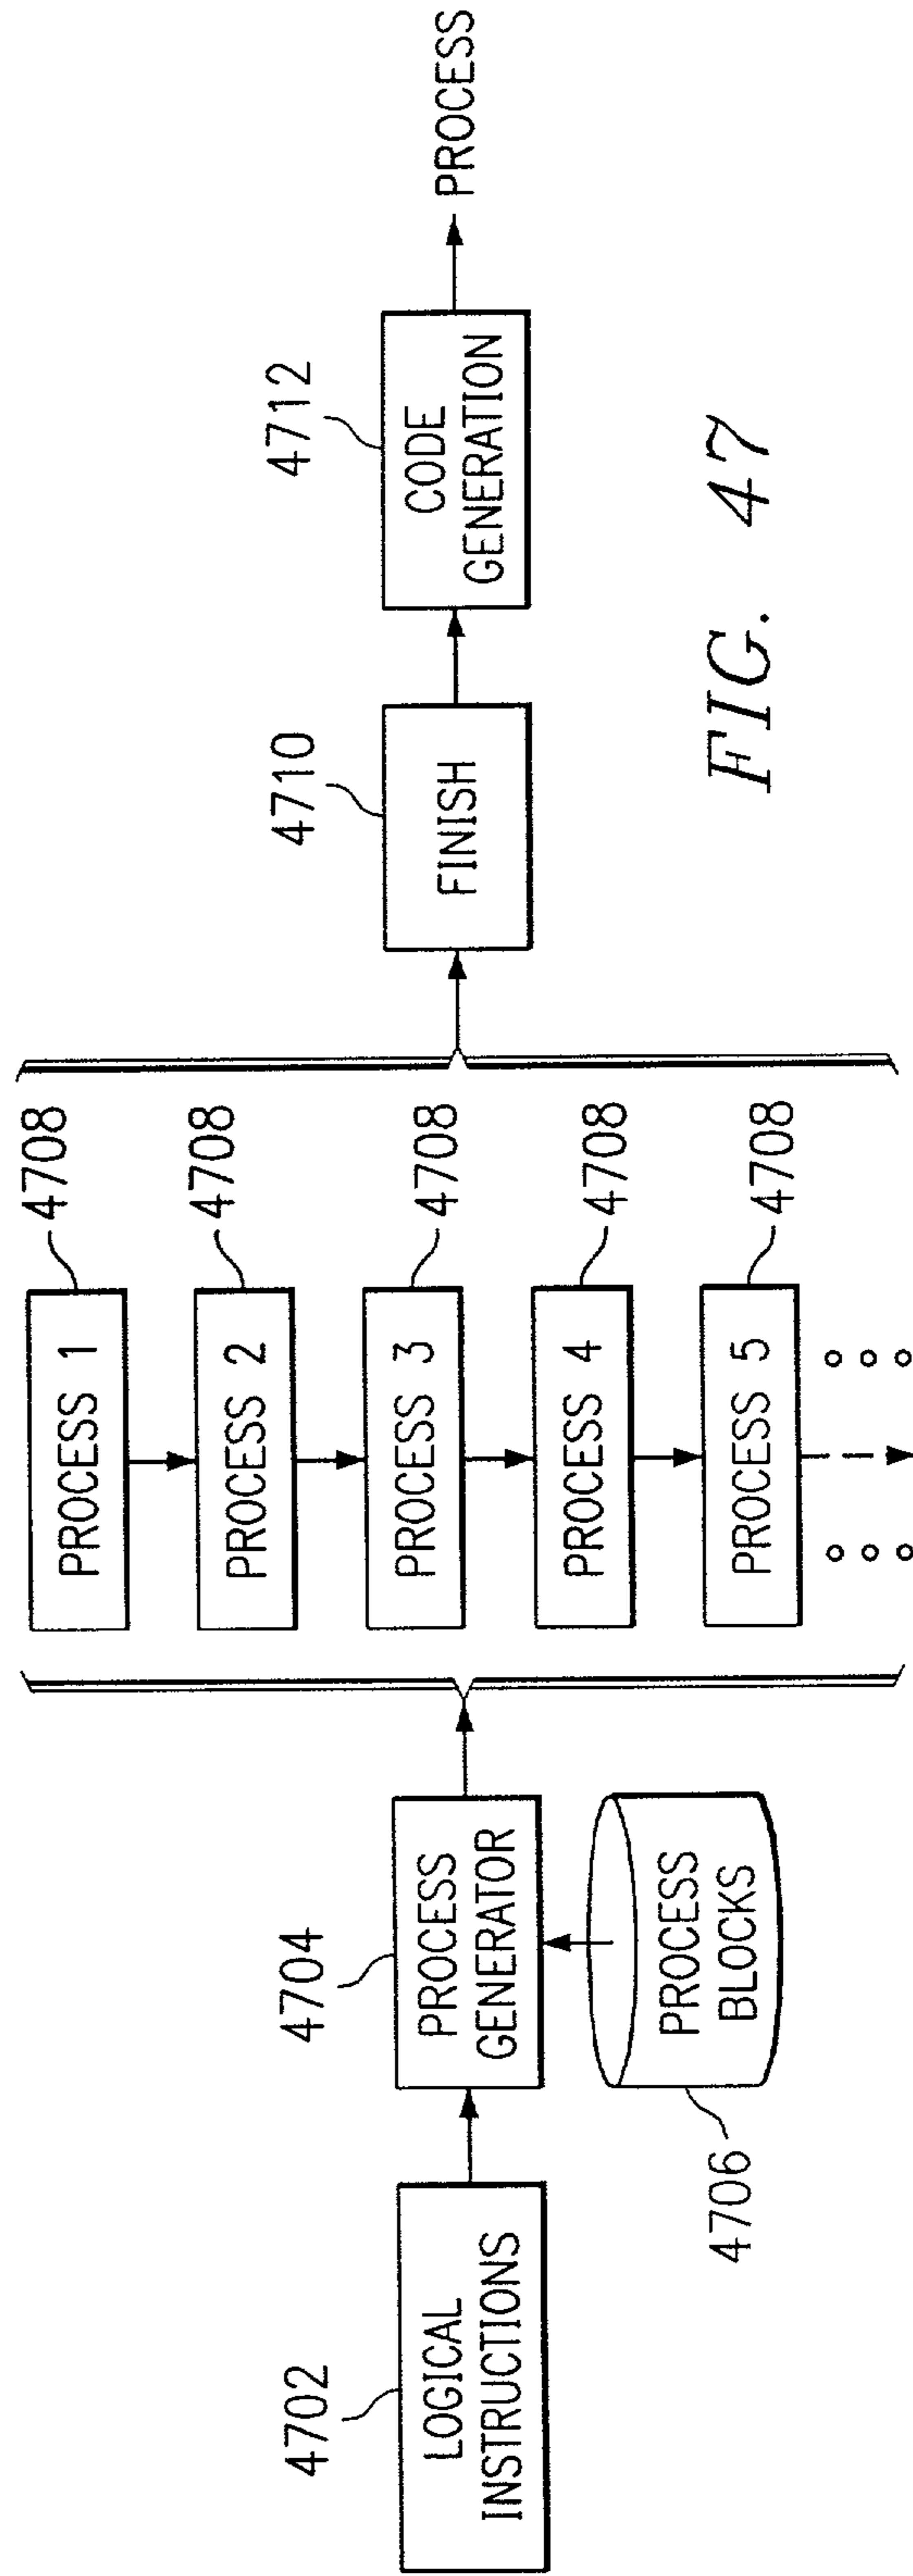 4702
LOGICAL
INSTRUCTIONS
4704
PROCESS
GENERATOR
PROCESS
BLOCKS
4706
PROCESS 1
4708
PROCESS 2
4708
PROCESS 3
4708
PROCESS 4
4708
PROCESS 5
4708
4710
FINISH
4712
CODE
GENERATION
PROCESS
FIG. 47